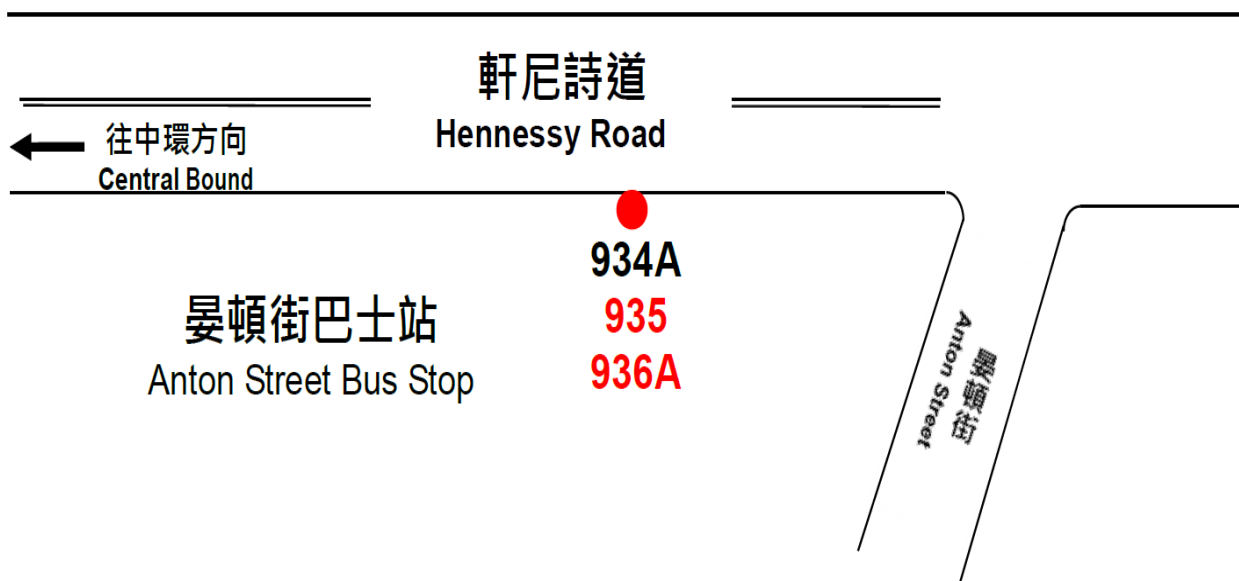 軒尼詩道
Hennessy Road
往中環方向
Central Bound
934A
935
936A
晏頓街巴士站
Anton Street Bus Stop
晏頓街
Anton Street